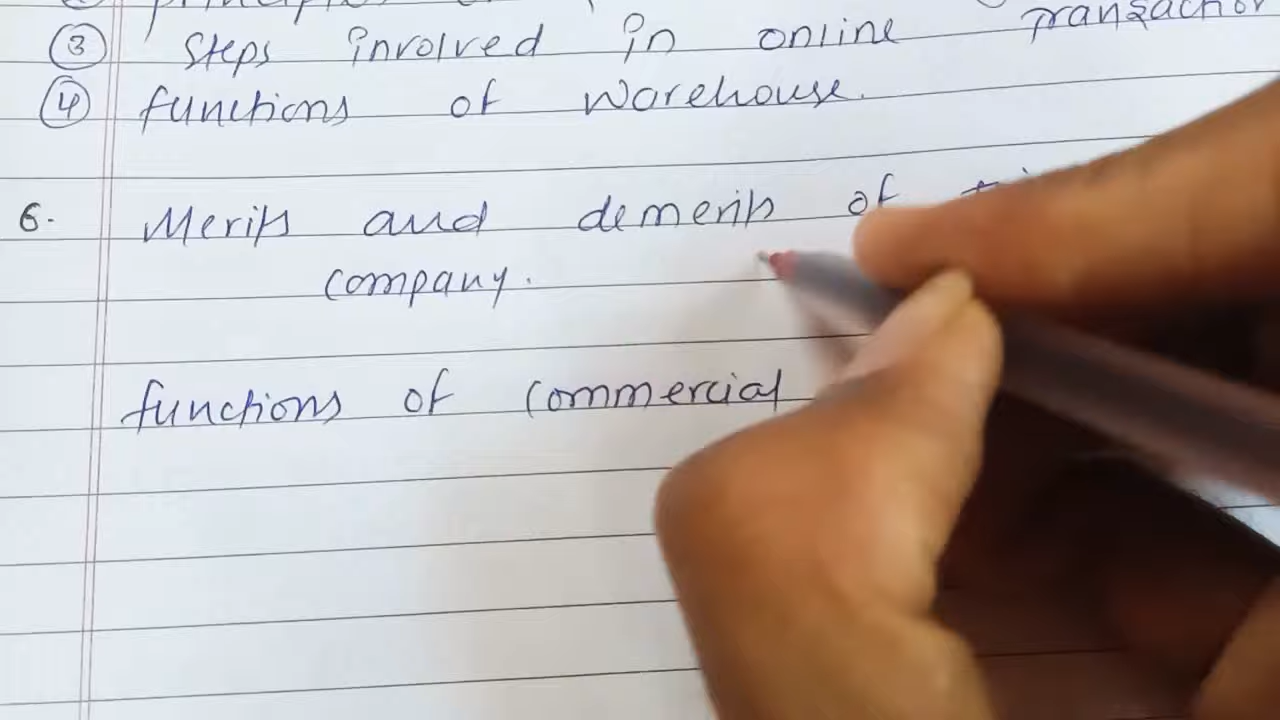 ③ Steps involved in online
④ functions of warehouse.
6. Merits and demerits of
company.
functions of commercial